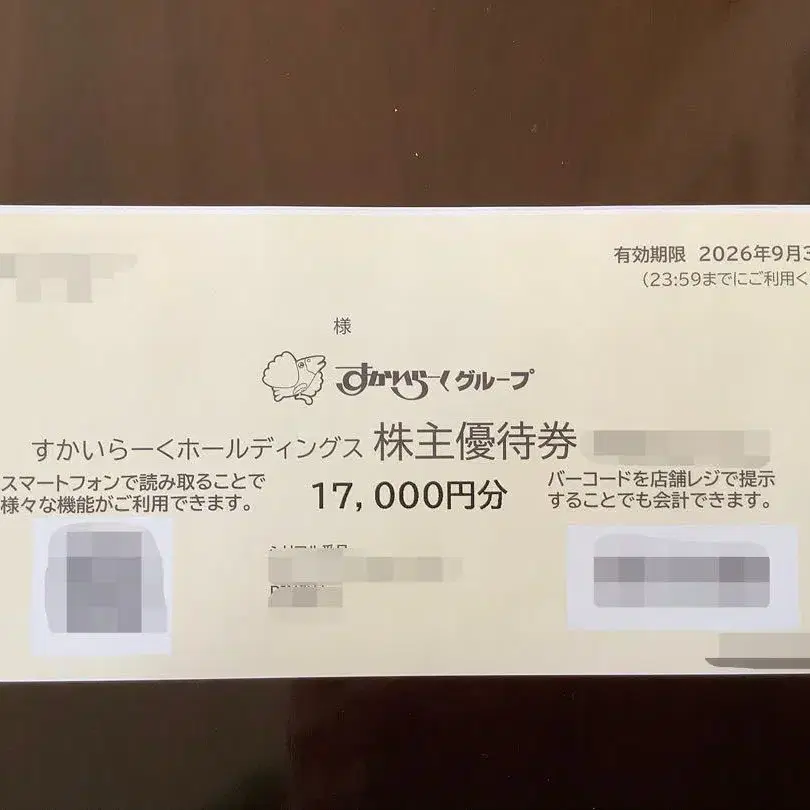 有効期限 2026年9月3
(23:59までにご利用く
様
すかいらーくグループ
すかいらーくホールディングス 株主優待券
スマートフォンで読み取ることで
様々な機能がご利用できます。
17,000円分
バーコードを店舗レジで提示
することでも会計できます。